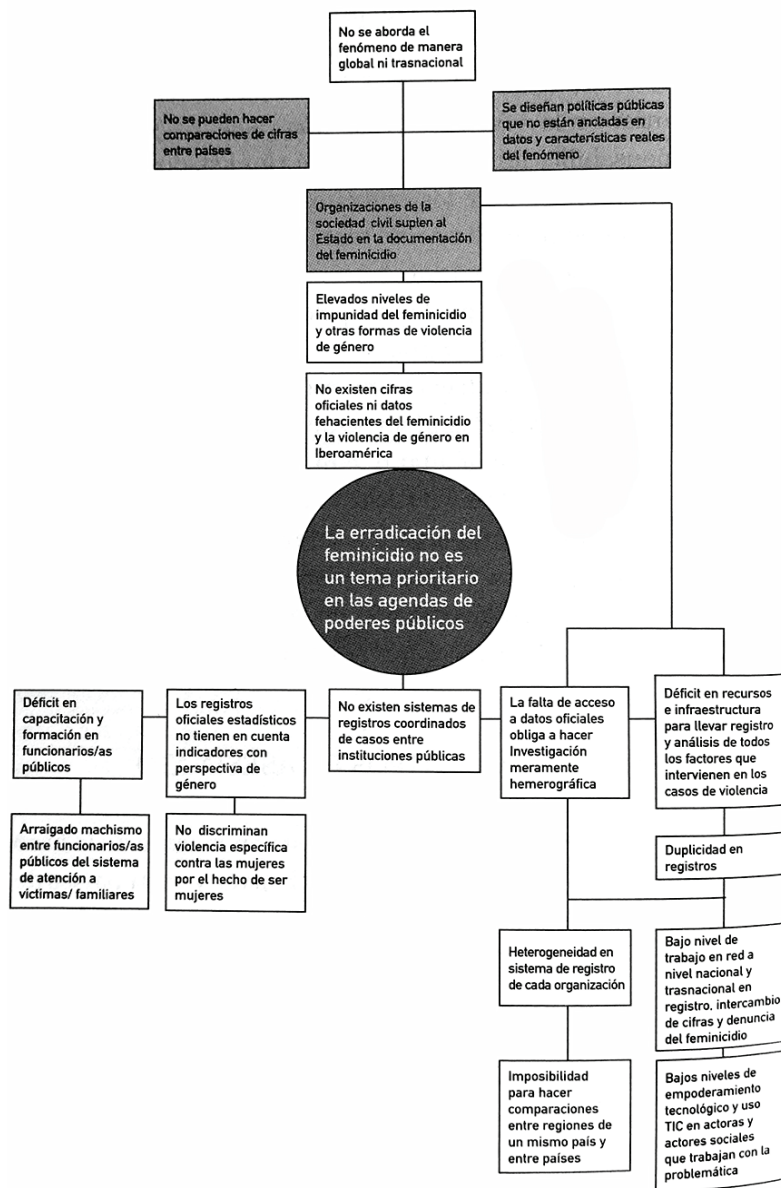 No se aborda el
fenómeno de manera
global ni trasnacional
No se pueden hacer
comparaciones de cifras
entre países
Se diseñan políticas públicas
que no están ancladas en
datos y características reales
del fenómeno
Organizaciones de la
sociedad civil suplen al
Estado en la documentación
del feminicidio
Elevados niveles de
impunidad del feminicidio
y otras formas de violencia
de género
No existen cifras
oficiales ni datos
fehacientes del feminicidio
y la violencia de género en
Iberoamérica
La erradicación del
feminicidio no es
un tema prioritario
en las agendas de
poderes públicos
Déficit en
capacitación y
formación en
funcionarios/as
públicos
Los registros
oficiales estadísticos
no tienen en cuenta
indicadores con
perspectiva de
género
No existen sistemas de
registros coordinados
de casos entre
instituciones públicas
La falta de acceso
a datos oficiales
obliga a hacer
Investigación
meramente
hemerográfica
Déficit en recursos
e infraestructura
para llevar registro
y análisis de todos
los factores que
intervienen en los
casos de violencia
Arraigado machismo
entre funcionarios/as
públicos del sistema
de atención a
víctimas/ familiares
No discriminan
violencia específica
contra las mujeres
por el hecho de ser
mujeres
Duplicidad en
registros
Heterogeneidad en
sistema de registro
de cada organización
Bajo nivel de
trabajo en red a
nivel nacional y
trasnacional en
registro, intercambio
de cifras y denuncia
del feminicidio
Imposibilidad
para hacer
comparaciones
entre regiones de
un mismo país y
entre países
Bajos niveles de
empoderamiento
tecnológico y uso
TIC en actoras y
actores sociales
que trabajan con la
problemática